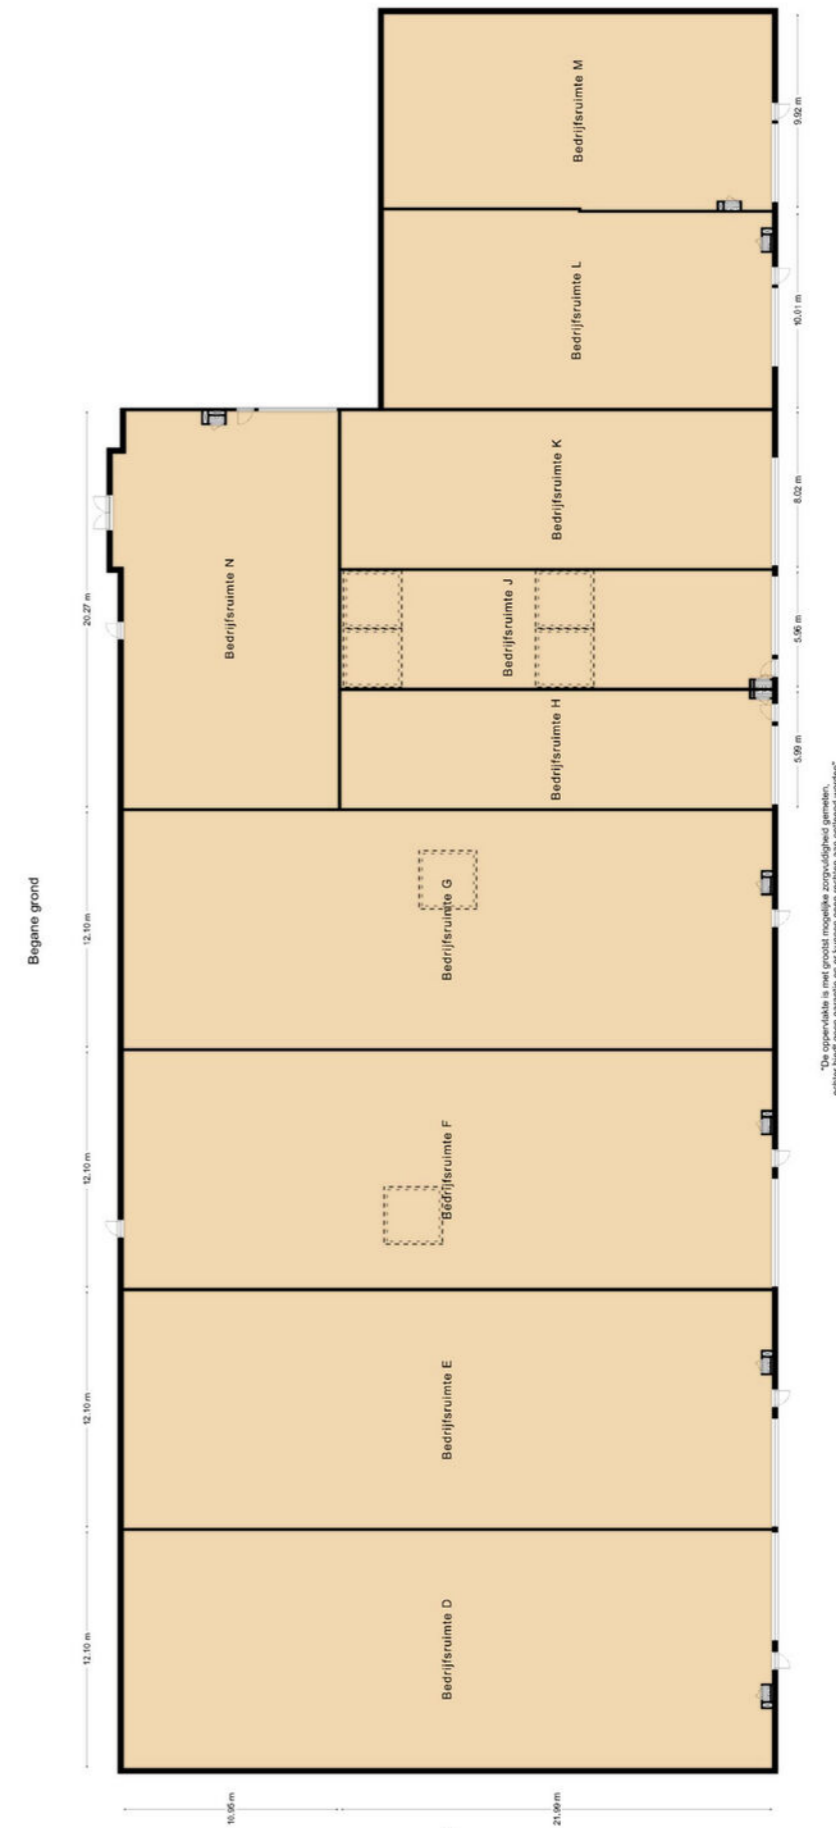 Begane grond
12.10 m
12.10 m
12.10 m
12.10 m
20.27 m
10.95 m
Bedrijfsruimte N
Bedrijfsruimte D
Bedrijfsruimte E
Bedrijfsruimte F
Bedrijfsruimte G
Bedrijfsruimte H
Bedrijfsruimte J
Bedrijfsruimte K
Bedrijfsruimte L
Bedrijfsruimte M
21.99 m
5.99 m
5.96 m
8.02 m
10.01 m
9.92 m
"De oppervlakte is met grootst mogelijke zorgvuldigheid gemeten,